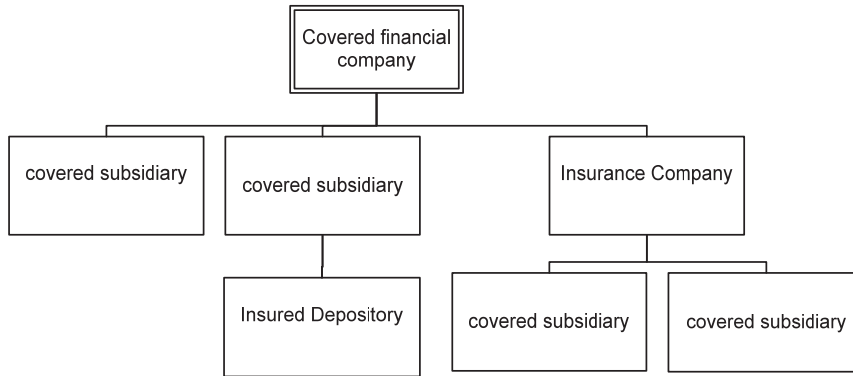 Covered financial
company
covered subsidiary
covered subsidiary
Insurance Company
Insured Depository
covered subsidiary
covered subsidiary